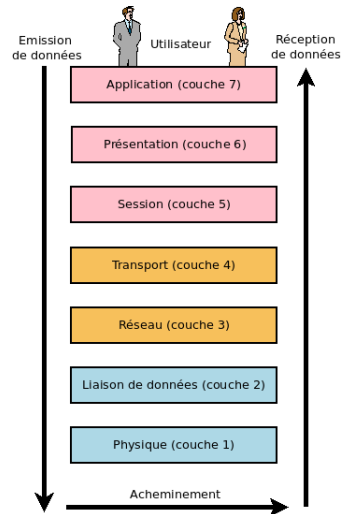 Emission
de données
Utilisateur
Réception
de données
Application (couche 7)
Présentation (couche 6)
Session (couche 5)
Transport (couche 4)
Réseau (couche 3)
Liaison de données (couche 2)
Physique (couche 1)
Acheminement